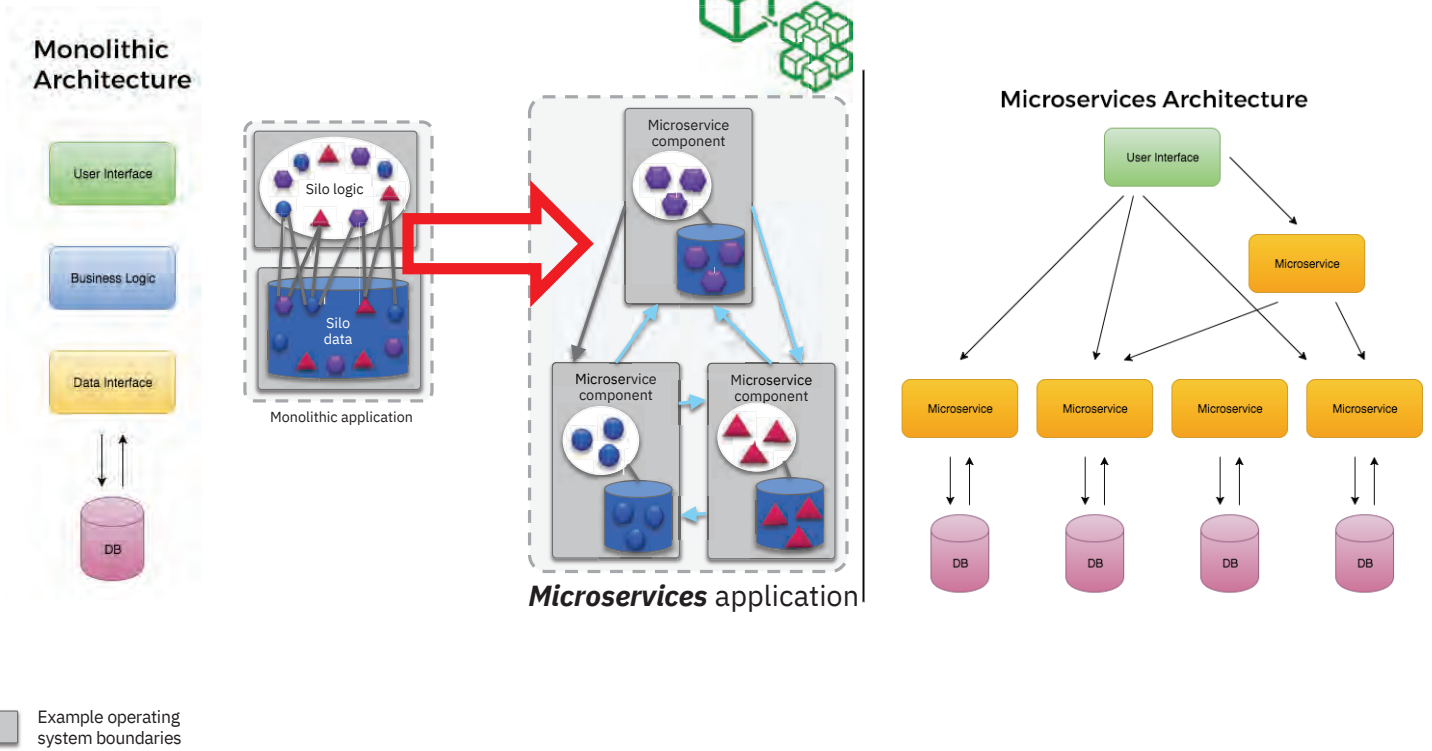 Monolithic
Architecture
User Interface
Business Logic
Data Interface
DB
Silo logic
Silo
data
Monolithic application
Microservice
component
Microservice
component
Microservice
component
Microservices application
Microservices Architecture
User Interface
Microservice
Microservice
Microservice
Microservice
Microservice
DB
DB
DB
DB
Example operating
system boundaries